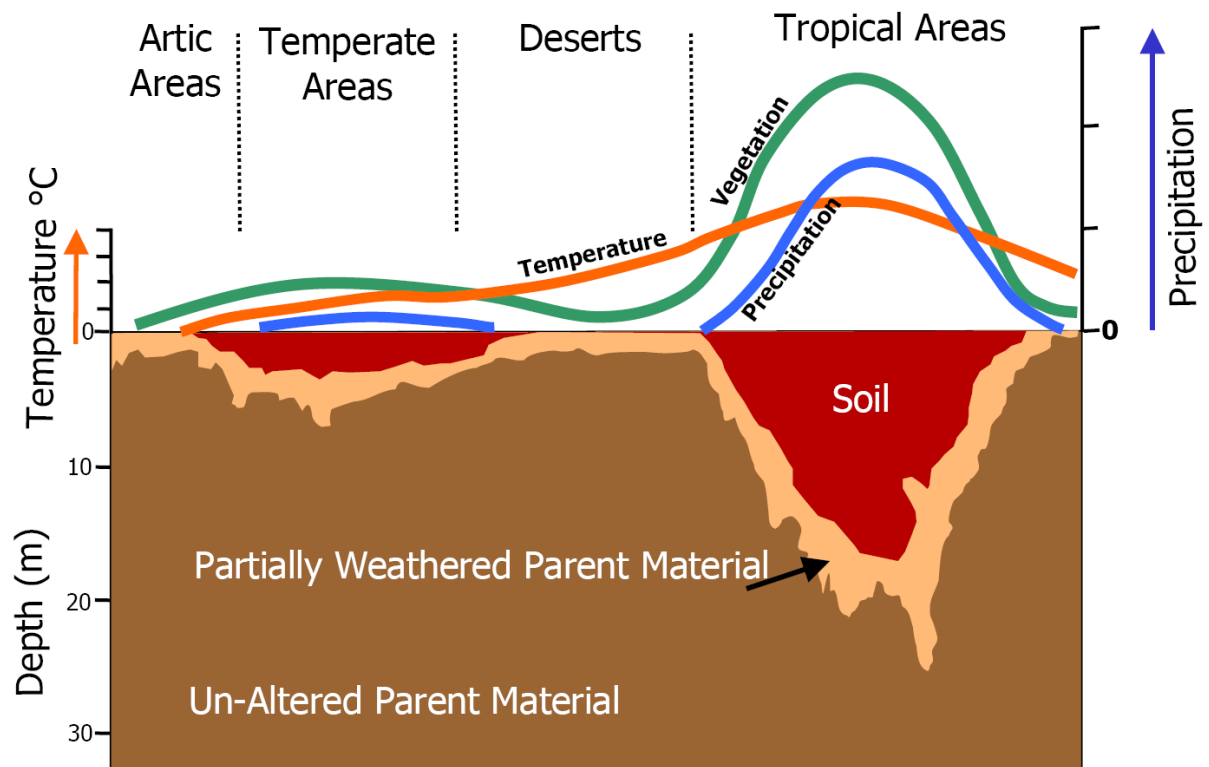 Artic
Areas
Temperate
Areas
Deserts
Tropical Areas
Vegetation
Precipitation
Temperature
Temperature °C
Precipitation
0
0
Soil
10
Partially Weathered Parent Material
20
Depth (m)
Un-Altered Parent Material
30